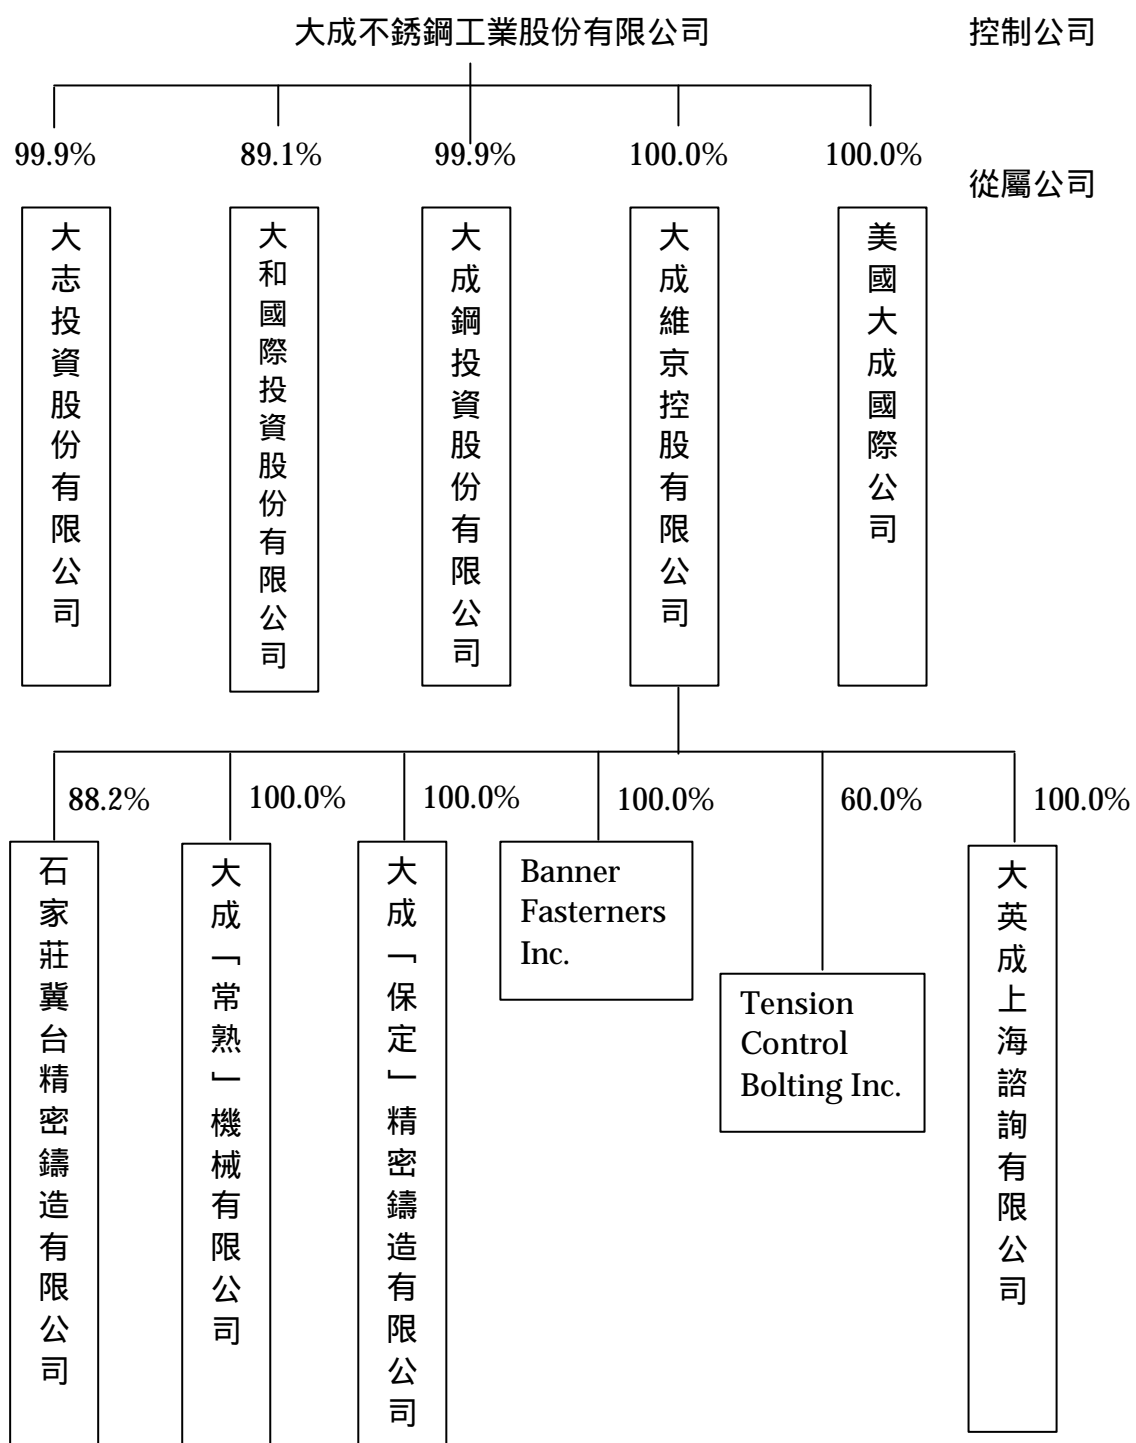 大成不銹鋼工業股份有限公司
控制公司
99.9%
89.1%
99.9%
100.0%
100.0%
從屬公司
大志投資股份有限公司
大和國際投資股份有限公司
大成鋼投資股份有限公司
大成維京控股有限公司
美國大成國際公司
88.2%
100.0%
100.0%
100.0%
60.0%
100.0%
石家莊冀台精密鑄造有限公司
大成「常熟」機械有限公司
大成「保定」精密鑄造有限公司
Banner
Fasterners
Inc.
Tension
Control
Bolting Inc.
大英成上海諮詢有限公司